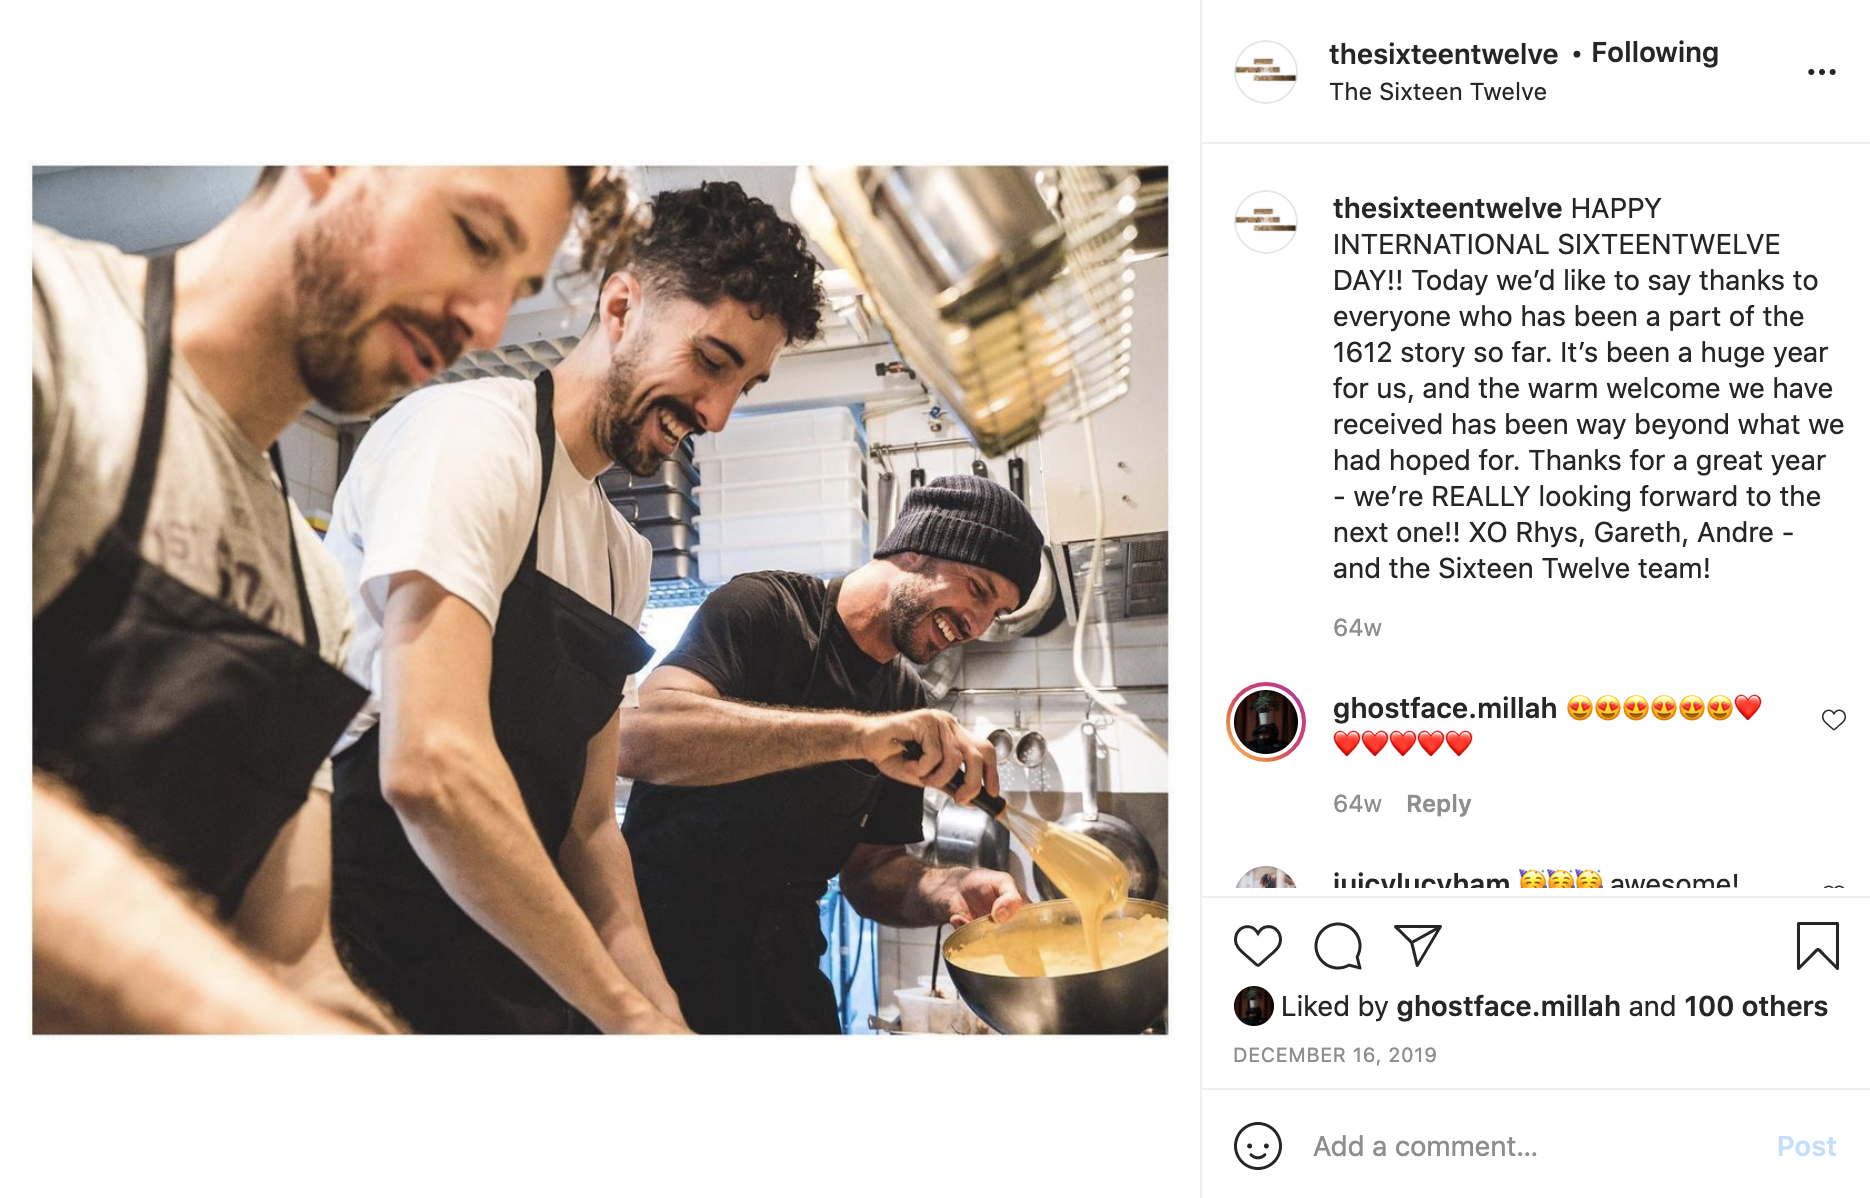 thesixteentwelve • Following
The Sixteen Twelve
thesixteentwelve HAPPY
INTERNATIONAL SIXTEENTWELVE
DAY!! Today we’d like to say thanks to
everyone who has been a part of the
1612 story so far. It’s been a huge year
for us, and the warm welcome we have
received has been way beyond what we
had hoped for. Thanks for a great year
- we’re REALLY looking forward to the
next one!! XO Rhys, Gareth, Andre -
and the Sixteen Twelve team!
64w
ghostface.millah 😍😍😍😍😍😍❤️
❤️❤️❤️❤️❤️
64w Reply
juicylucyham 🥳🥳🥳 awesome!
Liked by ghostface.millah and 100 others
DECEMBER 16, 2019
Add a comment... Post